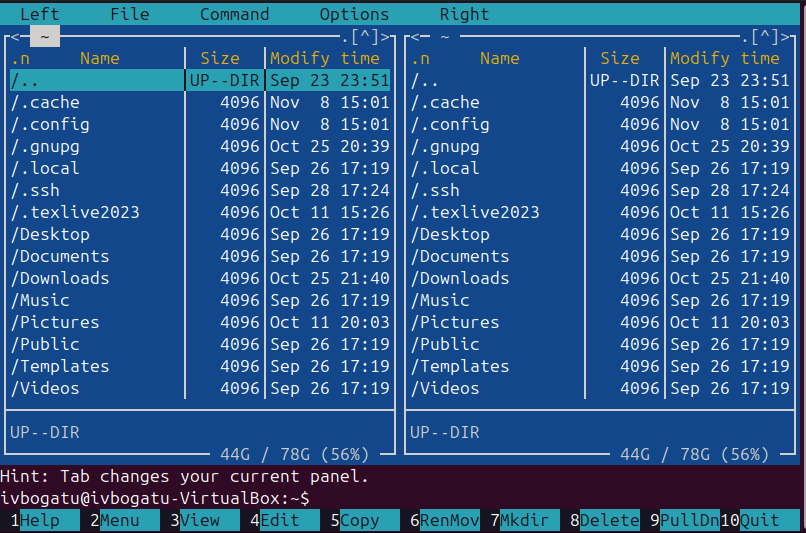 Left File Command Options Right
<- ~ .[^]> <- ~ .[^]>
.n Name Size Modify time .n Name Size Modify time
/.. UP--DIR Sep 23 23:51 /.. UP--DIR Sep 23 23:51
/.cache 4096 Nov 8 15:01 /.cache 4096 Nov 8 15:01
/.config 4096 Nov 8 15:01 /.config 4096 Nov 8 15:01
/.gnupg 4096 Oct 25 20:39 /.gnupg 4096 Oct 25 20:39
/.local 4096 Sep 26 17:19 /.local 4096 Sep 26 17:19
/.ssh 4096 Sep 28 17:24 /.ssh 4096 Sep 28 17:24
/.texlive2023 4096 Oct 11 15:26 /.texlive2023 4096 Oct 11 15:26
/Desktop 4096 Sep 26 17:19 /Desktop 4096 Sep 26 17:19
/Documents 4096 Sep 26 17:19 /Documents 4096 Sep 26 17:19
/Downloads 4096 Oct 25 21:40 /Downloads 4096 Oct 25 21:40
/Music 4096 Sep 26 17:19 /Music 4096 Sep 26 17:19
/Pictures 4096 Oct 11 20:03 /Pictures 4096 Oct 11 20:03
/Public 4096 Sep 26 17:19 /Public 4096 Sep 26 17:19
/Templates 4096 Sep 26 17:19 /Templates 4096 Sep 26 17:19
/Videos 4096 Sep 26 17:19 /Videos 4096 Sep 26 17:19
UP--DIR UP--DIR
44G / 78G (56%) 44G / 78G (56%)
Hint: Tab changes your current panel.
ivbogatu@ivbogatu-VirtualBox:~$
1Help 2Menu 3View 4Edit 5Copy 6RenMov 7Mkdir 8Delete 9PullDn 10Quit